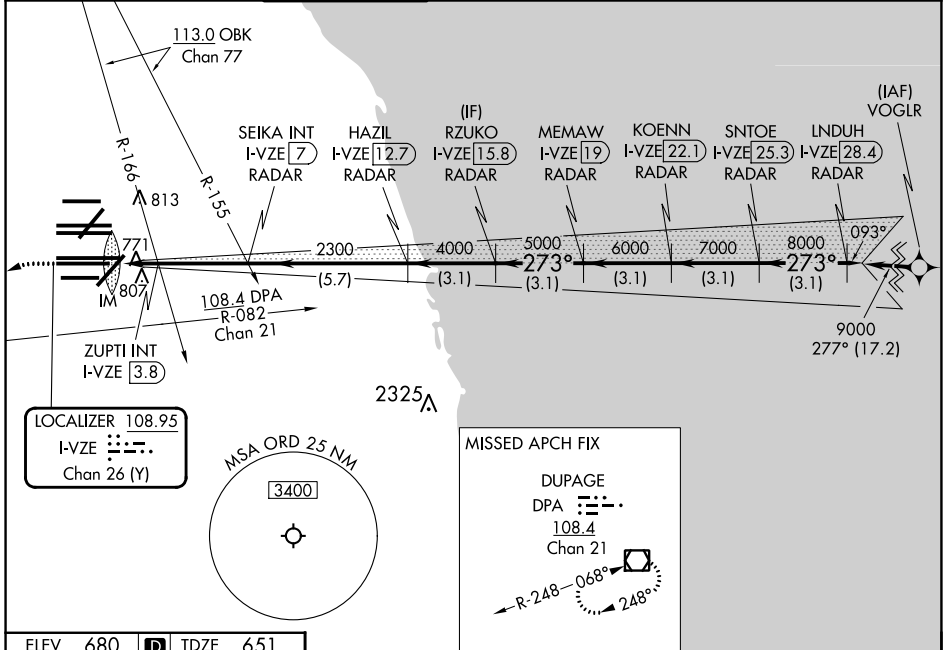 113.0 OBK
Chan 77
R-166
R-155
SEIKA INT
I-VZE 7
RADAR
HAZIL
I-VZE 12.7
RADAR
(IF)
RZUKO
I-VZE 15.8
RADAR
MEMAW
I-VZE 19
RADAR
KOENN
I-VZE 22.1
RADAR
SNTOE
I-VZE 25.3
RADAR
LNDUH
I-VZE 28.4
RADAR
(IAF)
VOGLR
813
771
807
IM
2300
4000
5000
6000
7000
8000
093°
273°
273°
(5.7)
(3.1)
(3.1)
(3.1)
(3.1)
(3.1)
9000
277° (17.2)
108.4 DPA
R-082
Chan 21
ZUPTI INT
I-VZE 3.8
2325
LOCALIZER 108.95
I-VZE
Chan 26 (Y)
MSA ORD 25 NM
3400
MISSED APCH FIX
DUPAGE
DPA
108.4
Chan 21
R-248
068°
248°
ELEV 680 D TDZE 651